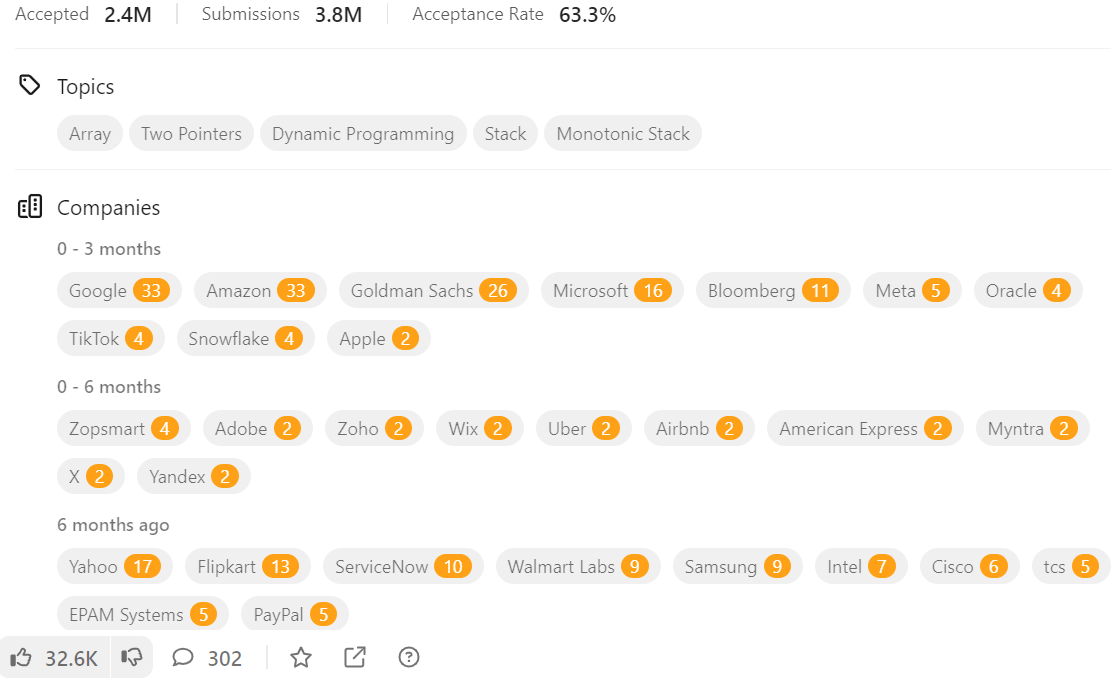 Accepted 2.4M Submissions 3.8M Acceptance Rate 63.3%
Topics
Array Two Pointers Dynamic Programming Stack Monotonic Stack
Companies
0 - 3 months
Google 33 Amazon 33 Goldman Sachs 26 Microsoft 16 Bloomberg 11 Meta 5 Oracle 4
TikTok 4 Snowflake 4 Apple 2
0 - 6 months
Zopsmart 4 Adobe 2 Zoho 2 Wix 2 Uber 2 Airbnb 2 American Express 2 Myntra 2
X 2 Yandex 2
6 months ago
Yahoo 17 Flipkart 13 ServiceNow 10 Walmart Labs 9 Samsung 9 Intel 7 Cisco 6 tcs 5
EPAM Systems 5 PayPal 5
32.6K 302